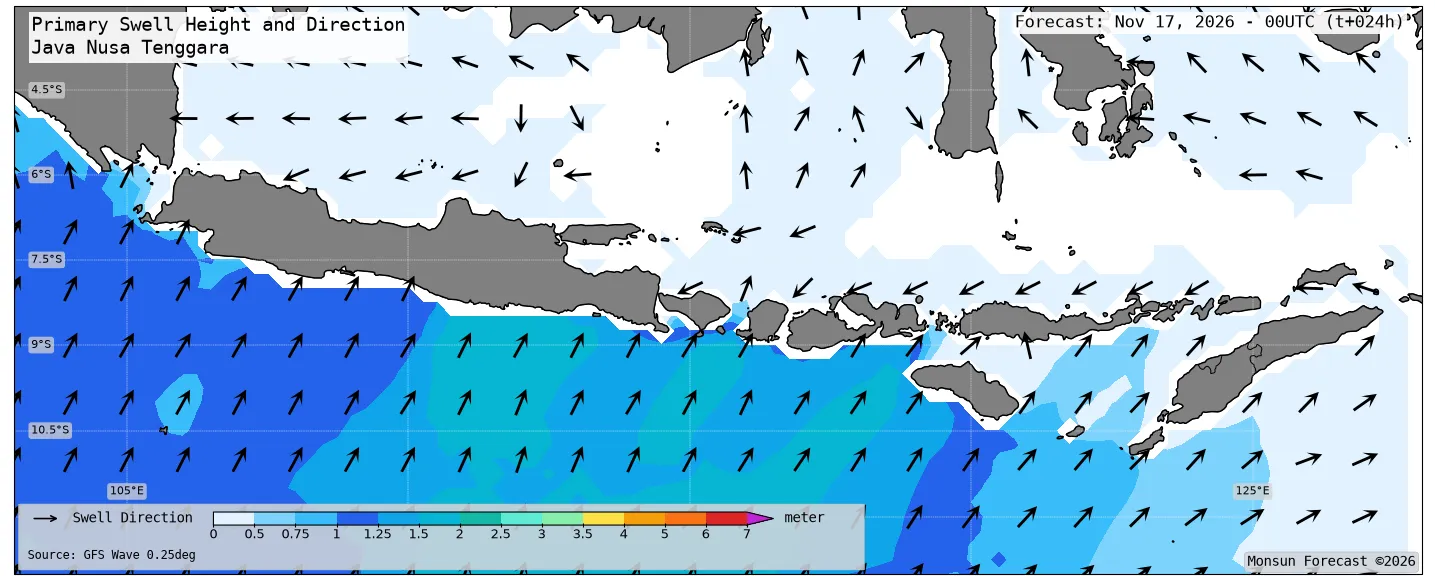 Primary Swell Height and Direction
Java Nusa Tenggara
Forecast: Nov 17, 2026 - 00UTC (t+024h)
4.5°S
6°S
7.5°S
9°S
10.5°S
105°E
125°E
Swell Direction
0 0.5 0.75 1 1.25 1.5 2 2.5 3 3.5 4 5 6 7
meter
Source: GFS Wave 0.25deg
Monsun Forecast ©2026